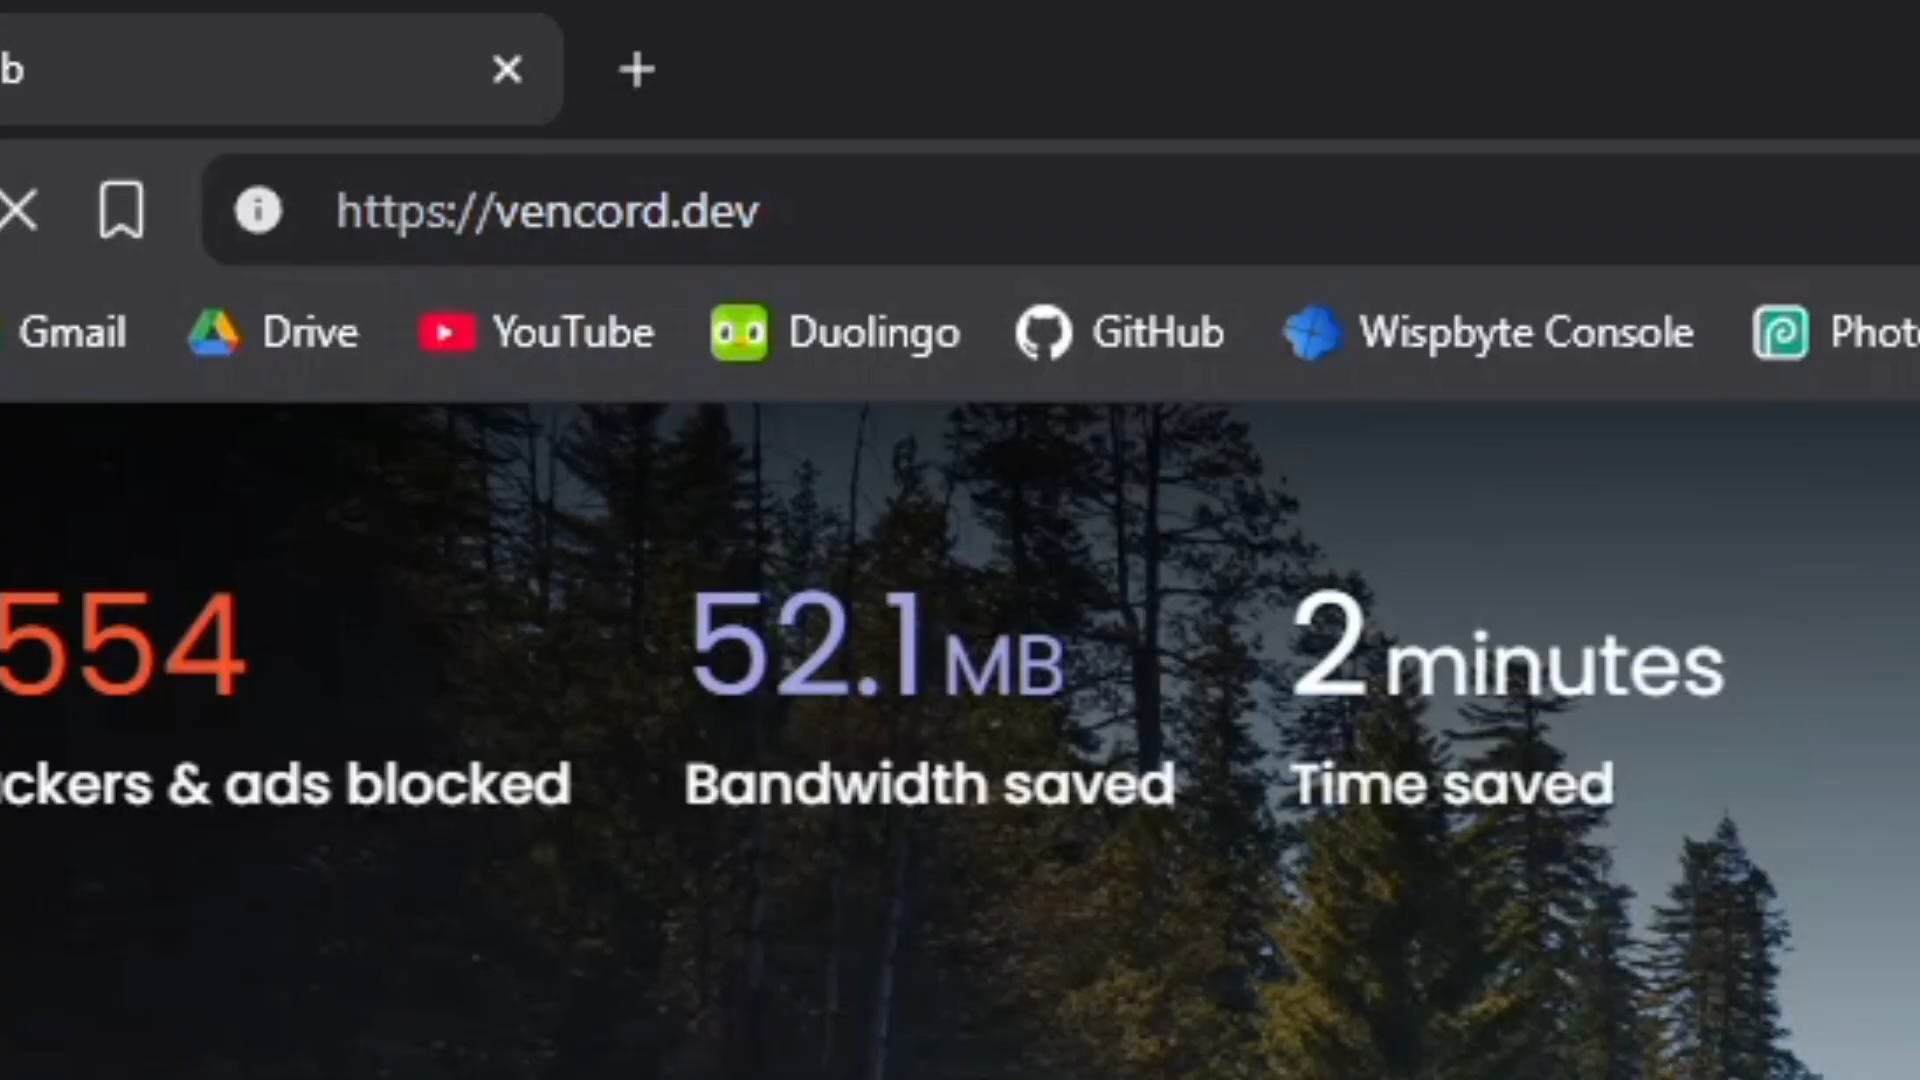 b
https://vencord.dev
Gmail Drive YouTube Duolingo GitHub Wispbyte Console Phot
554 52.1 MB 2 minutes
ckers & ads blocked Bandwidth saved Time saved